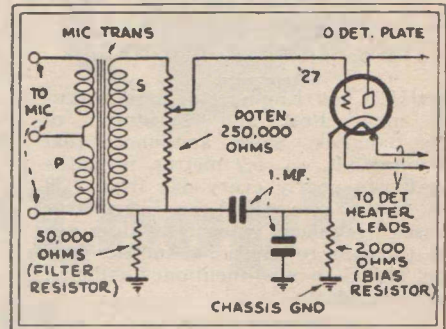 MIC TRANS
O DET. PLATE
'27
TO
MIC
P
S
POTEN.
250,000
OHMS
1. MF.
50,000
OHMS
(FILTER
RESISTOR)
TO DET
HEATER
LEADS
2,000
OHMS
(BIAS
RESISTOR)
CHASSIS GND